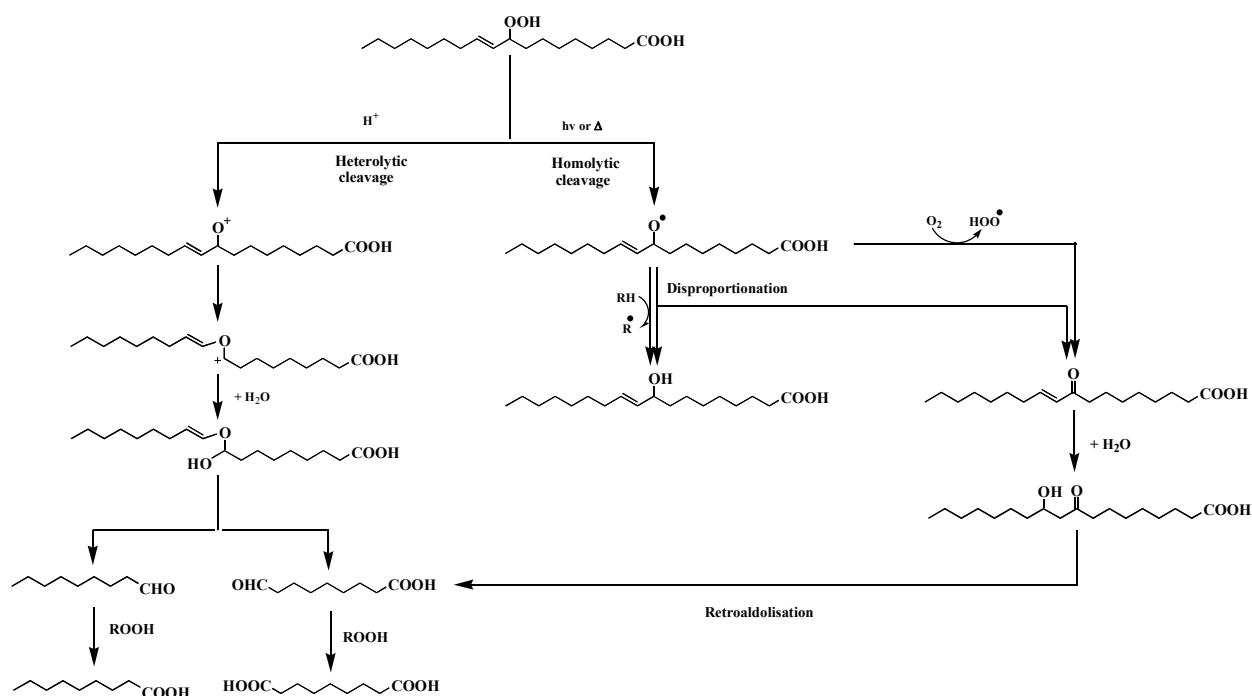 OOH
COOH
H+
hν or Δ
Heterolytic
cleavage
Homolytic
cleavage
O+
COOH
O•
COOH
O2
HOO•
RH
R•
Disproportionation
O
+
COOH
+ H2O
OH
COOH
O
COOH
O
HO
COOH
+ H2O
OH
O
COOH
CHO
OHC
COOH
Retroaldolisation
ROOH
ROOH
COOH
HOOC
COOH